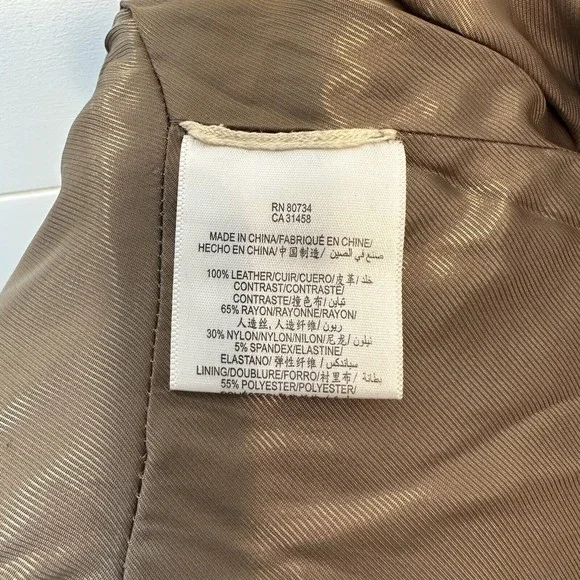 RN 80734
CA 31458
MADE IN CHINA/FABRIQUÉ EN CHINE/
HECHO EN CHINA/中国制造/ صنع في الصين
100% LEATHER/CUIR/CUERO/皮革/ جلد
CONTRAST/CONTRASTE/
CONTRASTE/撞色布/ تباين
65% RAYON/RAYONNE/RAYON/
人造丝, 人造纤维/ ريون
30% NYLON/NYLON/NILON/尼龙/ نيلون
5% SPANDEX/ELASTINE/
ELASTANO/弹性纤维/ سباندكس
LINING/DOUBLURE/FORRO/衬里布/ بطانة
55% POLYESTER/POLYESTER/